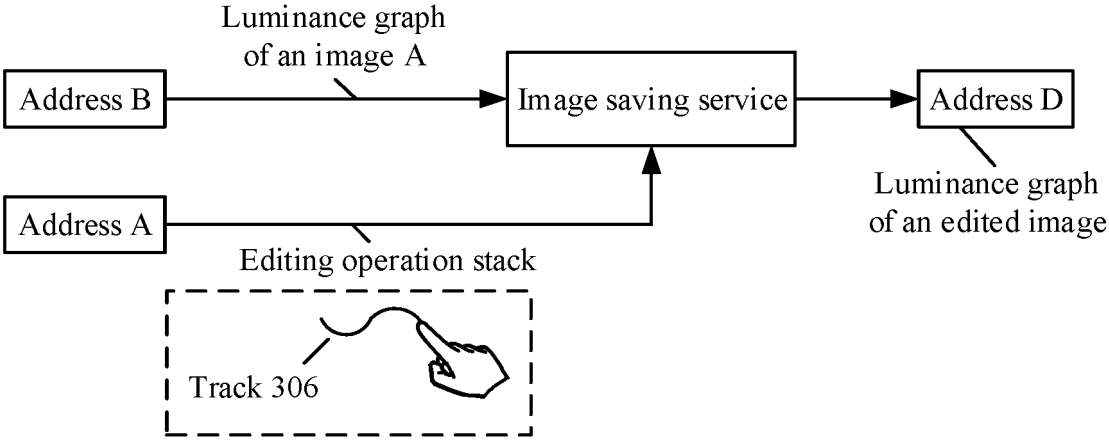 Luminance graph
of an image A
Address B
Image saving service
Address D
Luminance graph
of an edited image
Address A
Editing operation stack
Track 306